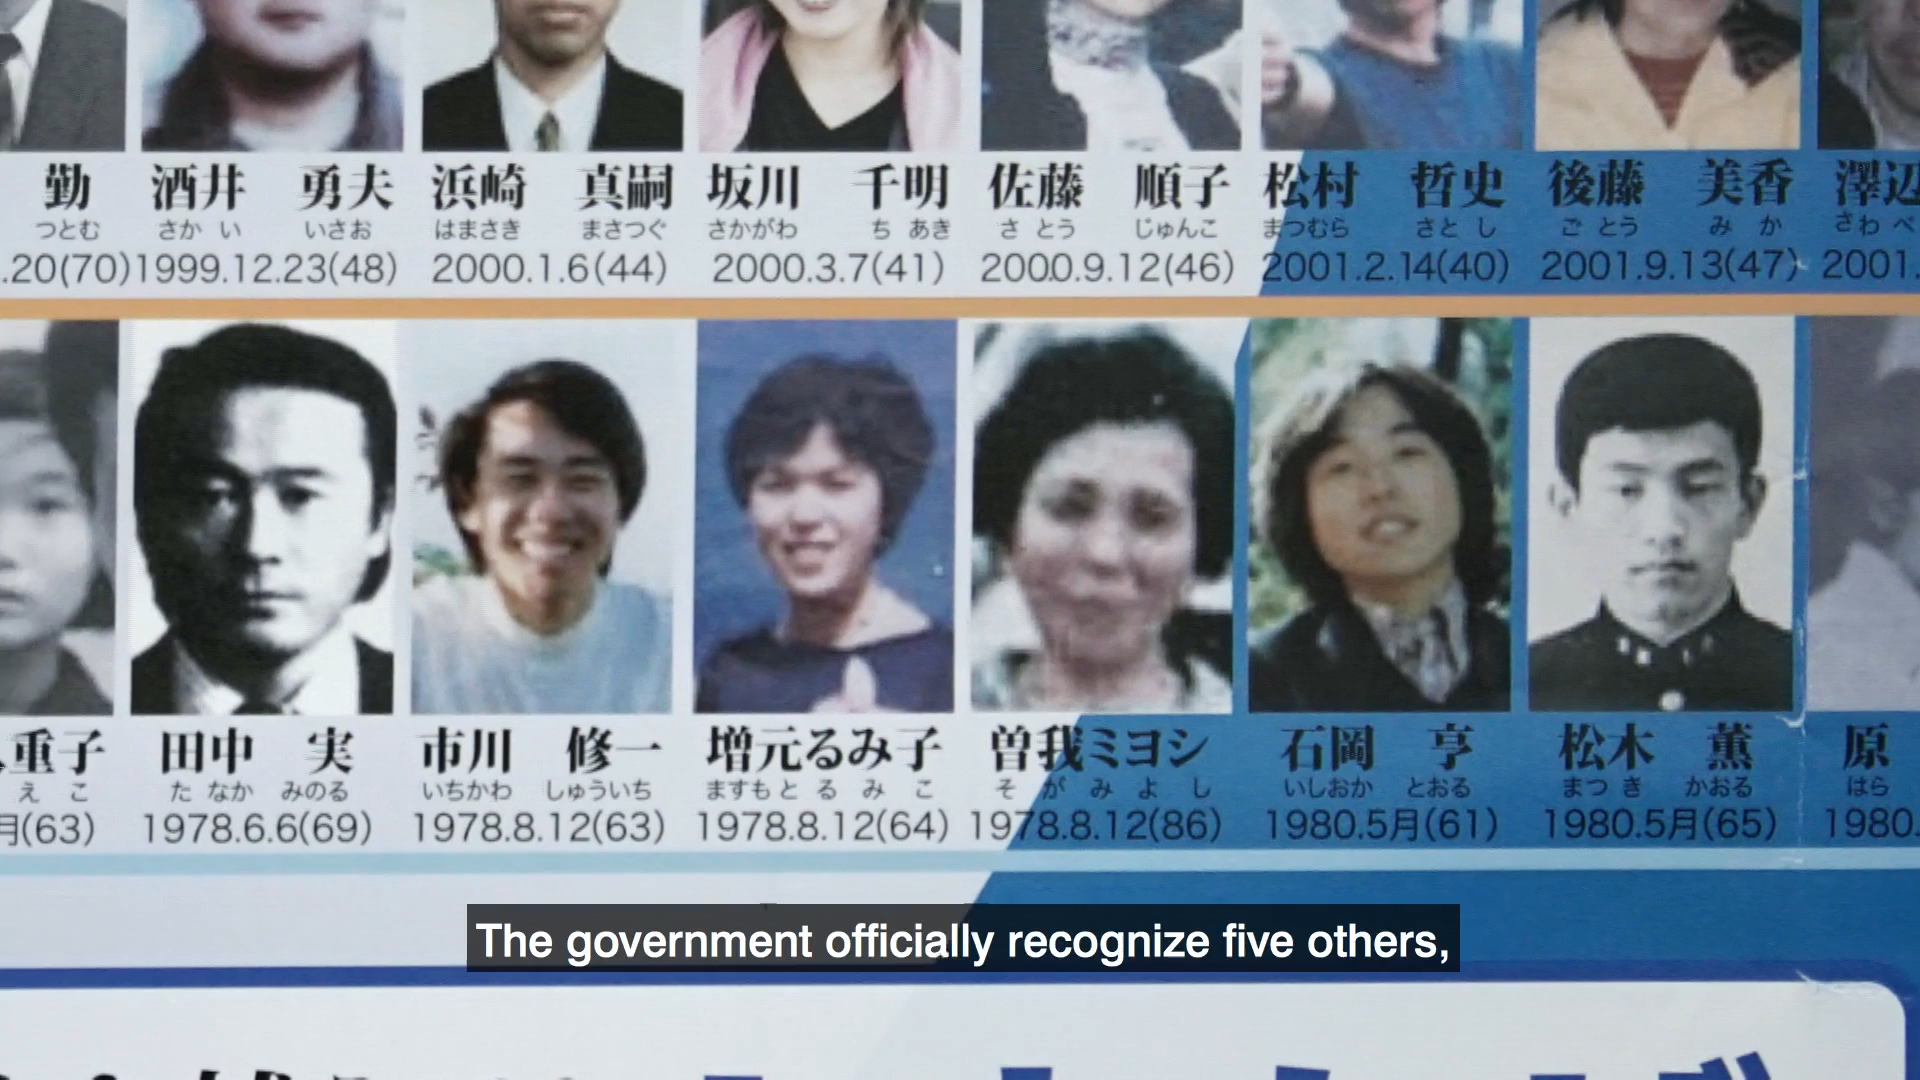 勤 酒井 勇夫 浜崎 真嗣 坂川 千明 佐藤 順子 松村 哲史 後藤 美香 澤辺
つとむ さかい いさお はまさき まさつぐ さかがわ ちあき さとう じゅんこ まつむら さとし ごとう みか さわべ
.20(70) 1999.12.23(48) 2000.1.6(44) 2000.3.7(41) 2000.9.12(46) 2001.2.14(40) 2001.9.13(47) 2001.
重子 田中 実 市川 修一 増元るみ子 曽我ミヨシ 石岡 亨 松木 薫 原
えこ たなか みのる いちかわ しゅういち ますもと るみこ そが みよし いしおか とおる まつき かおる はら
月(63) 1978.6.6(69) 1978.8.12(63) 1978.8.12(64) 1978.8.12(86) 1980.5月(61) 1980.5月(65) 1980.
The government officially recognize five others,